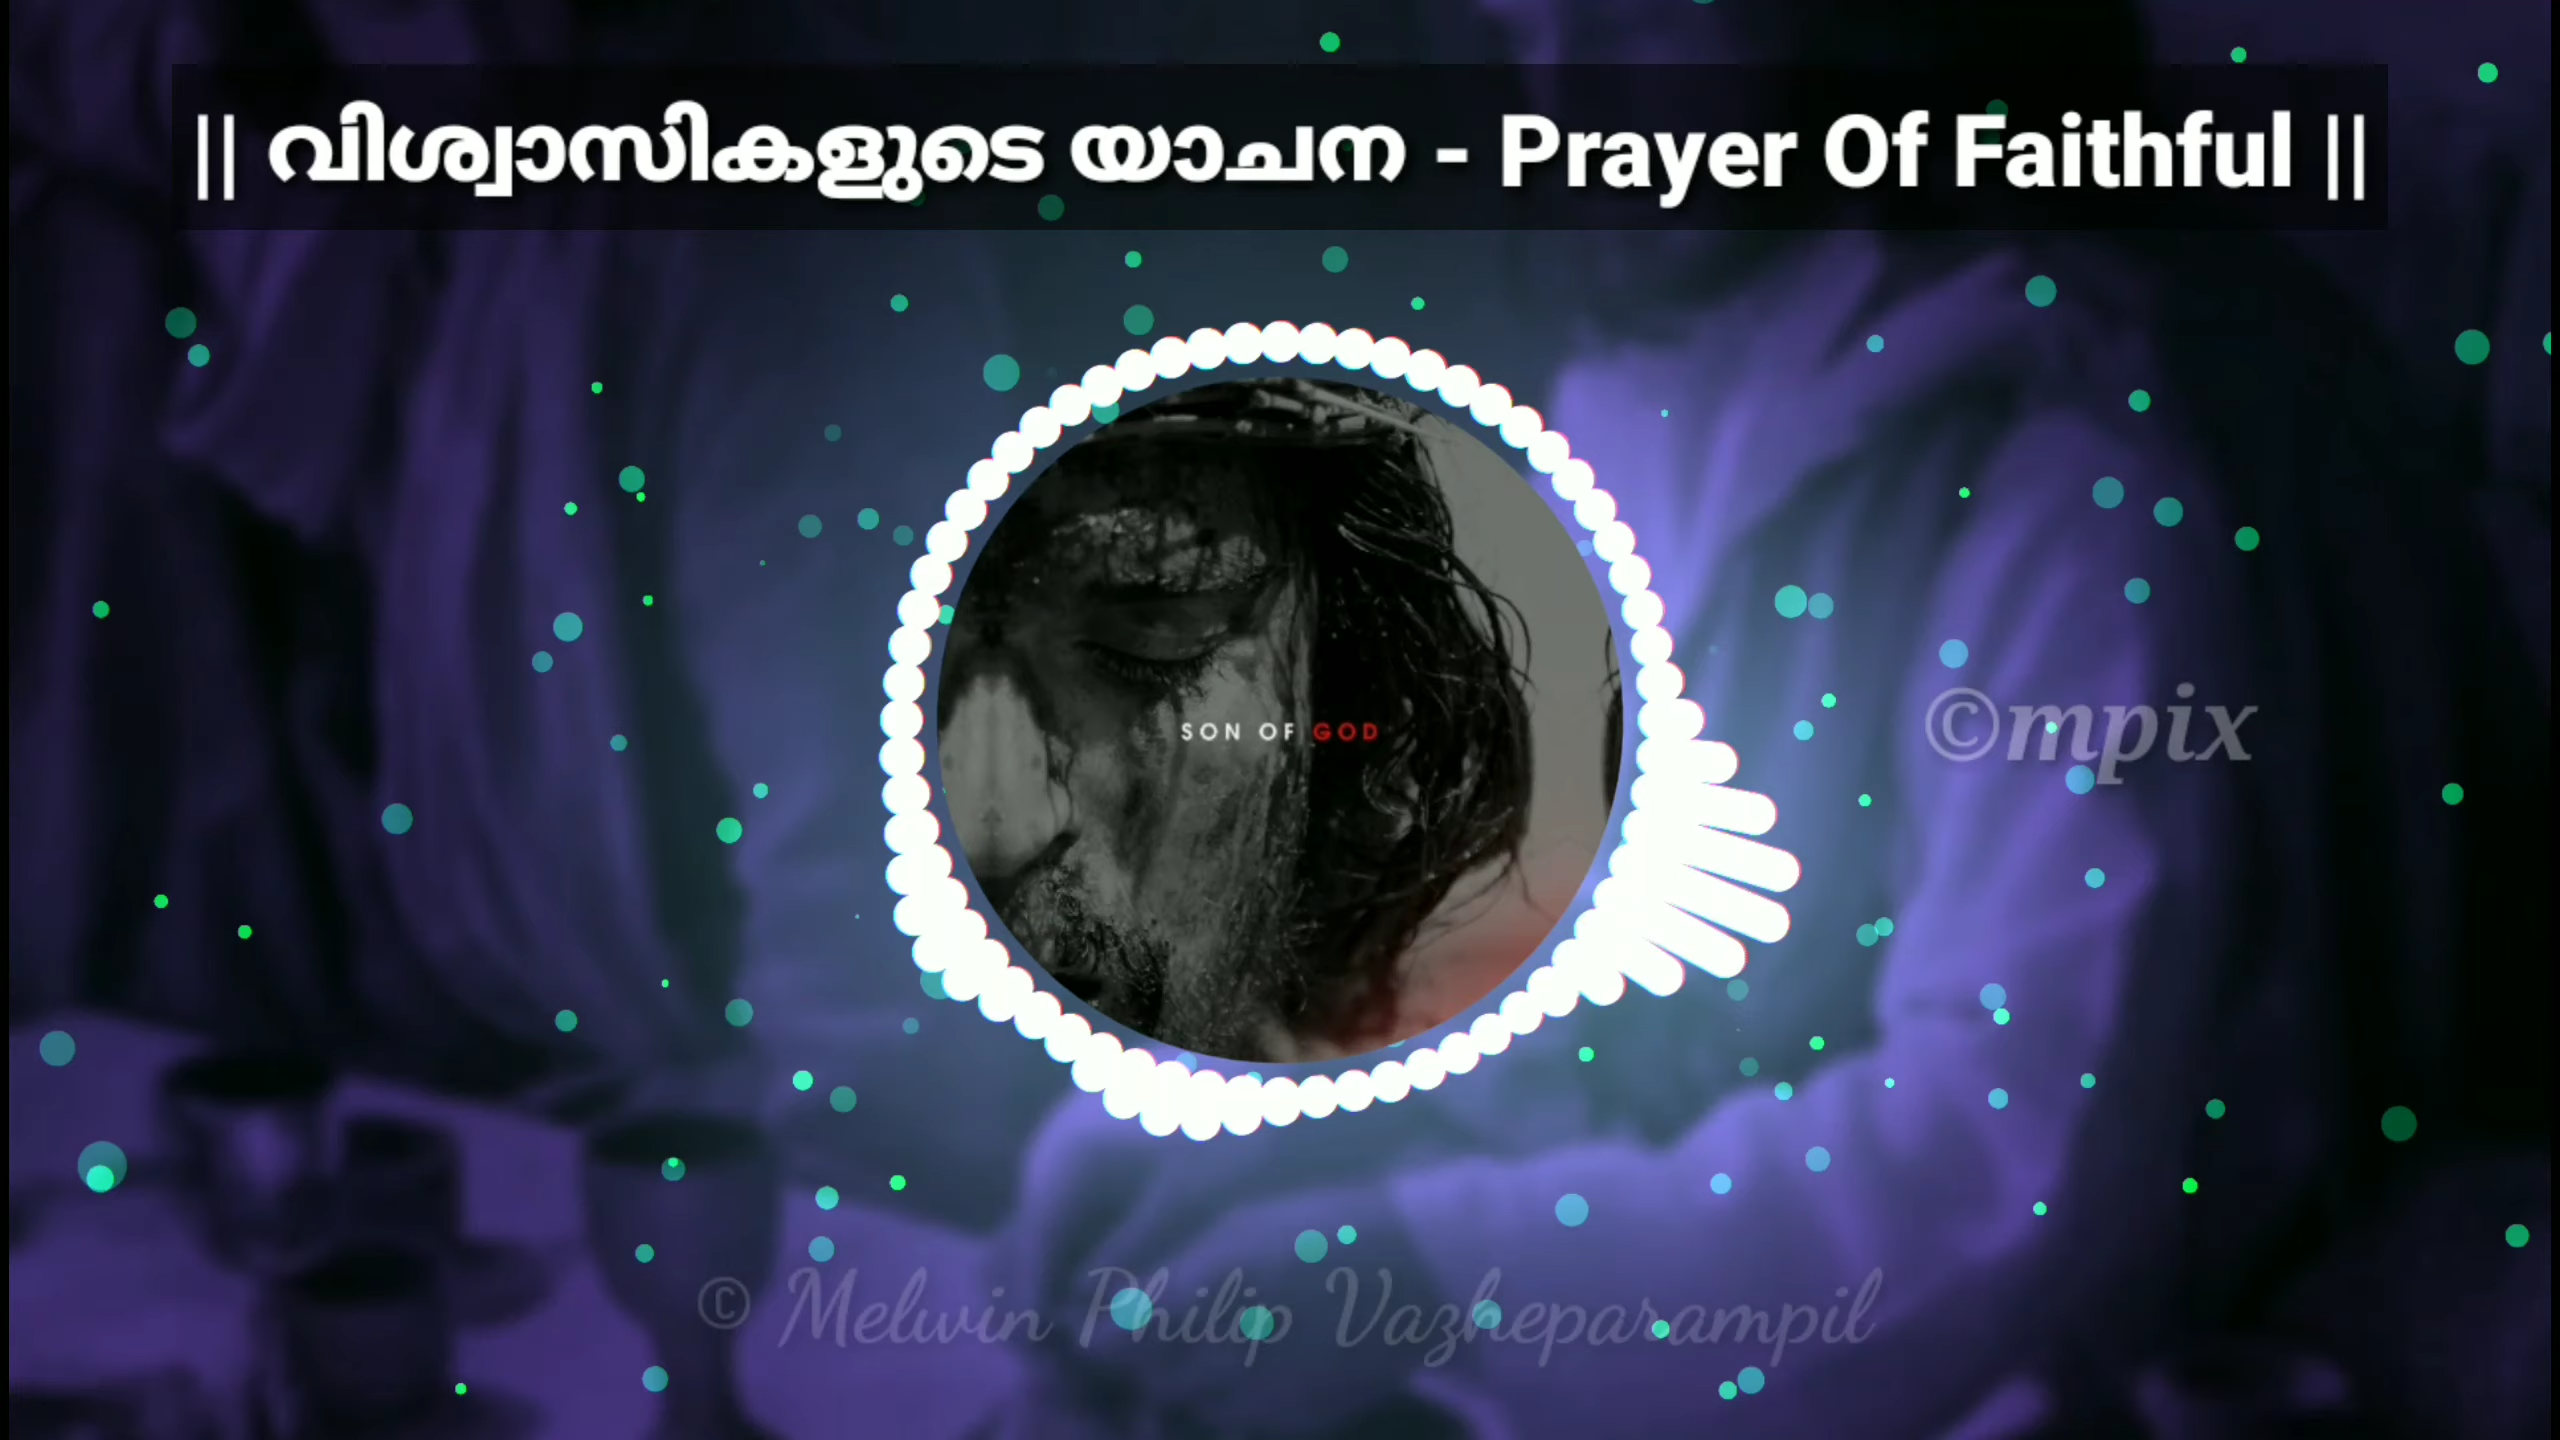 || വിശ്വാസികളുടെ യാചന - Prayer Of Faithful ||
SON OF GOD
©mpix
© Melwin Philip Vazheparampil